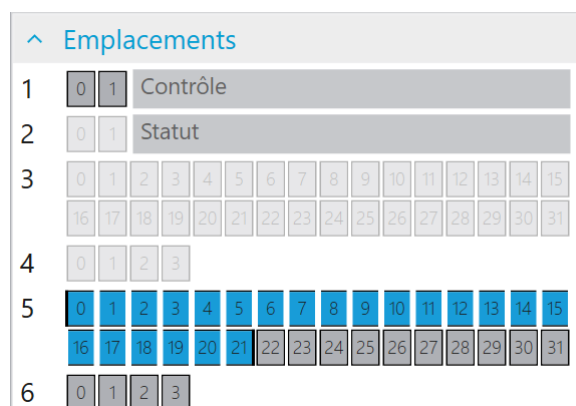 Emplacements
1 0 1 Contrôle
2 0 1 Statut
3 0 1 2 3 4 5 6 7 8 9 10 11 12 13 14 15
16 17 18 19 20 21 22 23 24 25 26 27 28 29 30 31
4 0 1 2 3
5 0 1 2 3 4 5 6 7 8 9 10 11 12 13 14 15
16 17 18 19 20 21 22 23 24 25 26 27 28 29 30 31
6 0 1 2 3